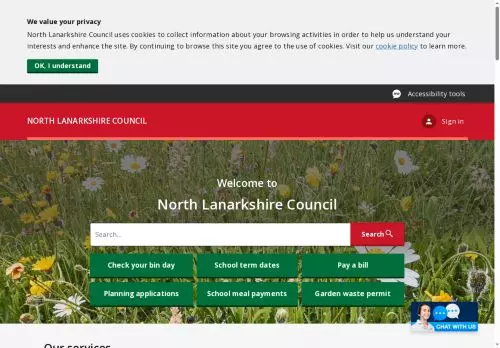 We value your privacy
North Lanarkshire Council uses cookies to collect information about your browsing activities in order to help us understand your
interests and enhance the site. By continuing to browse this site you agree to the use of cookies. Visit our cookie policy to learn more.
OK, I understand
Accessibility tools
NORTH LANARKSHIRE COUNCIL
Sign in
Welcome to
North Lanarkshire Council
Search...
Search
Check your bin day
School term dates
Pay a bill
Planning applications
School meal payments
Garden waste permit
CHAT WITH US
Our services